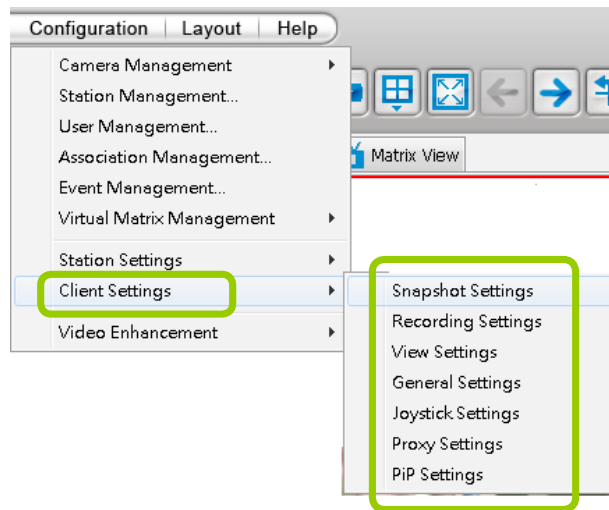 Configuration Layout Help
Camera Management
Station Management...
User Management...
Association Management...
Event Management...
Virtual Matrix Management
Station Settings
Client Settings
Video Enhancement
Matrix View
Snapshot Settings
Recording Settings
View Settings
General Settings
Joystick Settings
Proxy Settings
PiP Settings